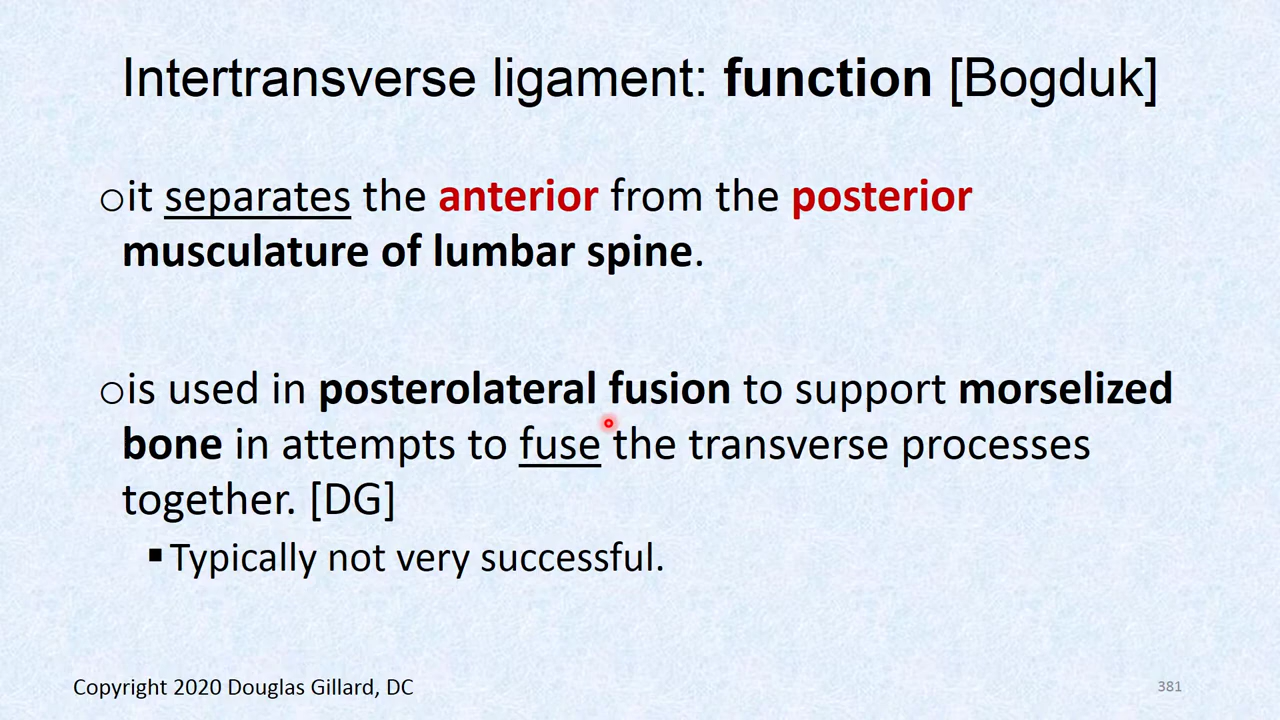 Intertransverse ligament: function [Bogduk]
○it separates the anterior from the posterior
musculature of lumbar spine.
○is used in posterolateral fusion to support morselized
bone in attempts to fuse the transverse processes
together. [DG]
▪Typically not very successful.
Copyright 2020 Douglas Gillard, DC
381